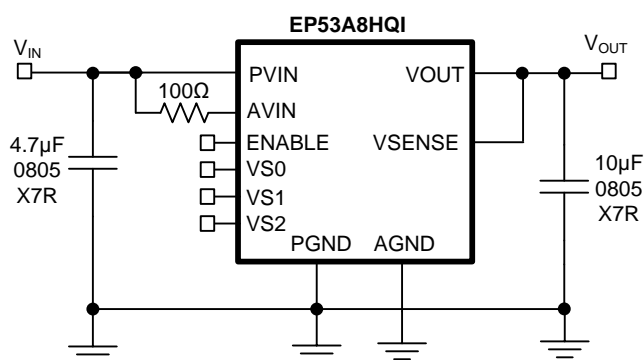 EP53A8HQI
VIN
VOUT
PVIN
VOUT
100Ω
AVIN
ENABLE
VSENSE
4.7µF
0805
X7R
VS0
VS1
VS2
10µF
0805
X7R
PGND
AGND